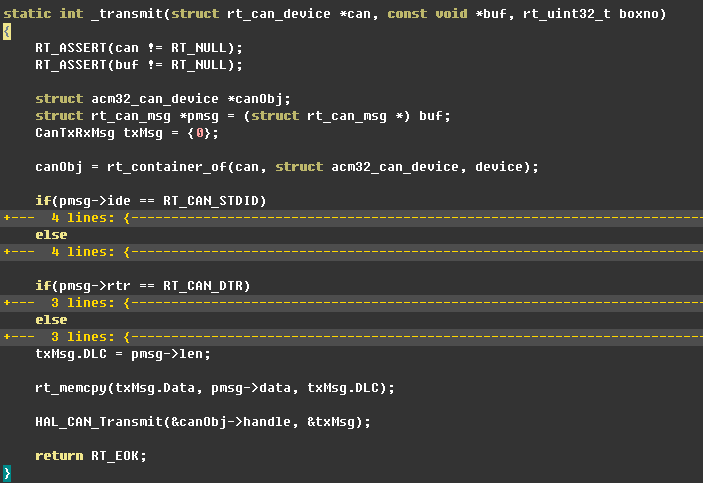 static int _transmit(struct rt_can_device *can, const void *buf, rt_uint32_t boxno)
{
    RT_ASSERT(can != RT_NULL);
    RT_ASSERT(buf != RT_NULL);

    struct acm32_can_device *canObj;
    struct rt_can_msg *pmsg = (struct rt_can_msg *) buf;
    CanTxRxMsg txMsg = {0};

    canObj = rt_container_of(can, struct acm32_can_device, device);

    if(pmsg->ide == RT_CAN_STDID)
+---  4 lines: {------------------------------------------------------------------------
    else
+---  4 lines: {------------------------------------------------------------------------

    if(pmsg->rtr == RT_CAN_DTR)
+---  3 lines: {------------------------------------------------------------------------
    else
+---  3 lines: {------------------------------------------------------------------------
    txMsg.DLC = pmsg->len;

    rt_memcpy(txMsg.Data, pmsg->data, txMsg.DLC);

    HAL_CAN_Transmit(&canObj->handle, &txMsg);

    return RT_EOK;
}